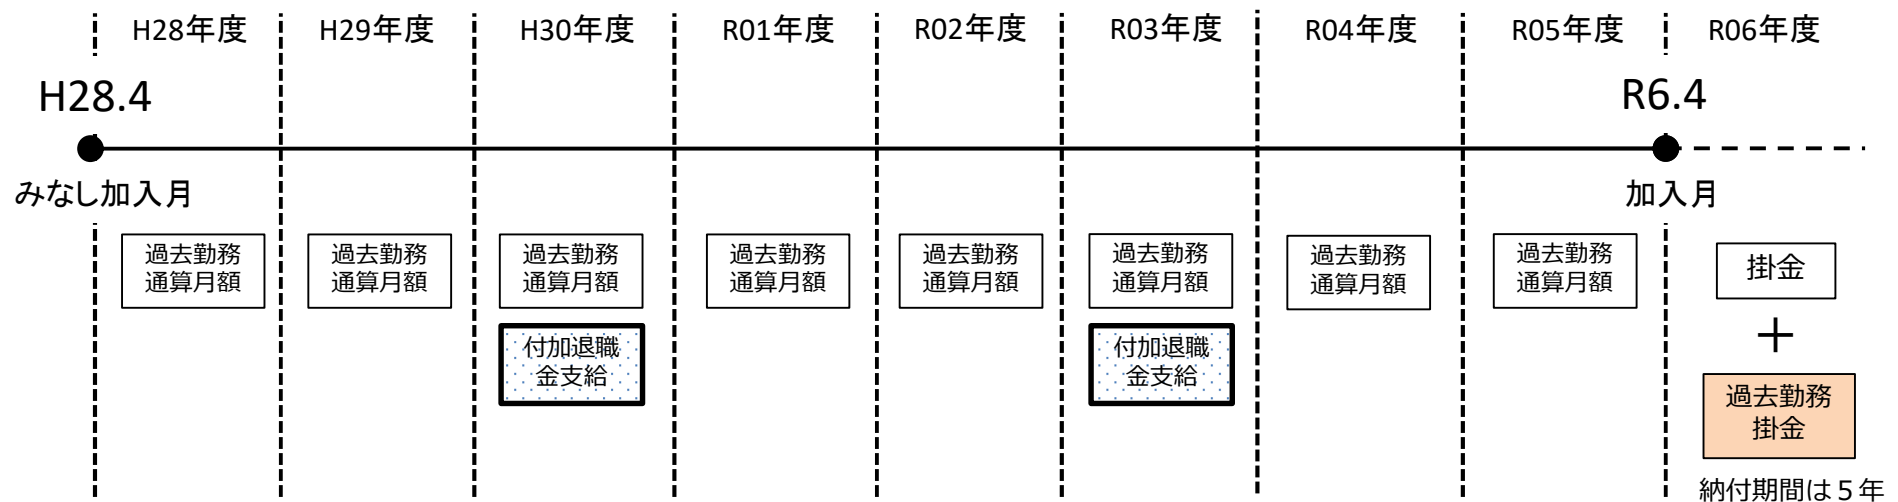 H28年度 H29年度 H30年度 R01年度 R02年度 R03年度 R04年度 R05年度 R06年度
H28.4 R6.4
みなし加入月 加入月
過去勤務
通算月額
過去勤務
通算月額
過去勤務
通算月額
過去勤務
通算月額
過去勤務
通算月額
過去勤務
通算月額
過去勤務
通算月額
過去勤務
通算月額
付加退職
金支給
付加退職
金支給
掛金
＋
過去勤務
掛金
納付期間は５年